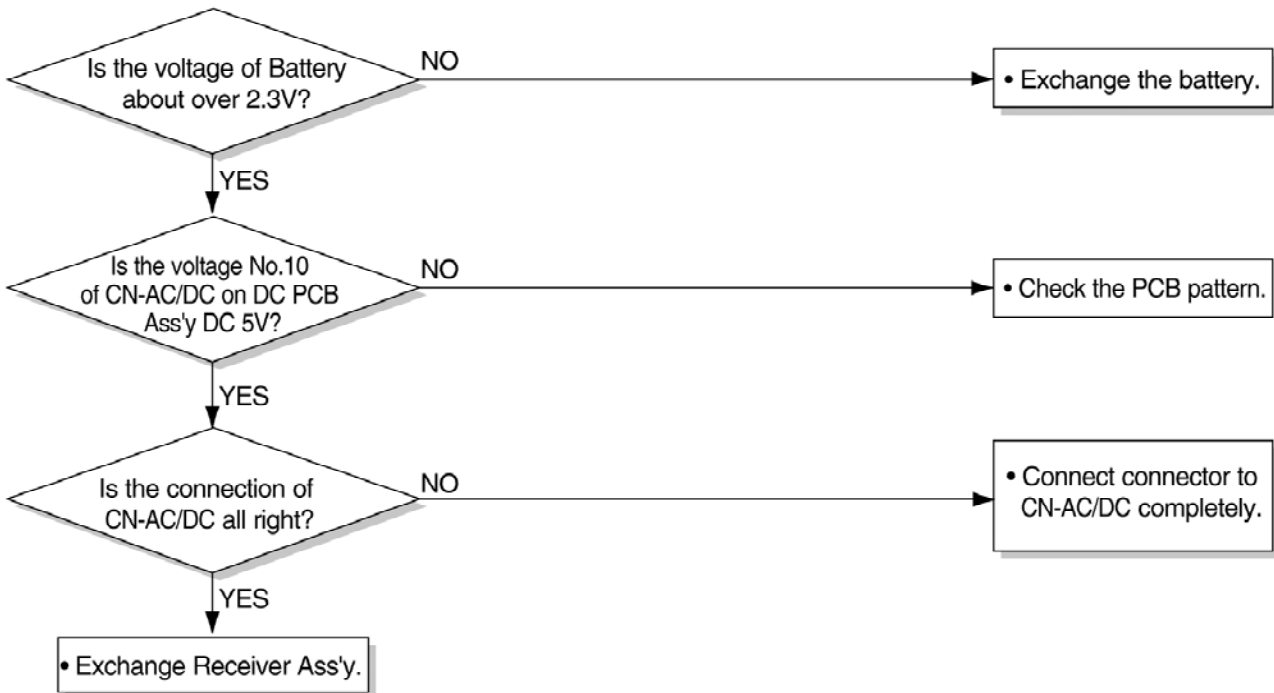 Is the voltage of Battery
about over 2.3V?
NO
• Exchange the battery.
YES
Is the voltage No.10
of CN-AC/DC on DC PCB
Ass'y DC 5V?
NO
• Check the PCB pattern.
YES
Is the connection of
CN-AC/DC all right?
NO
• Connect connector to
CN-AC/DC completely.
YES
• Exchange Receiver Ass'y.